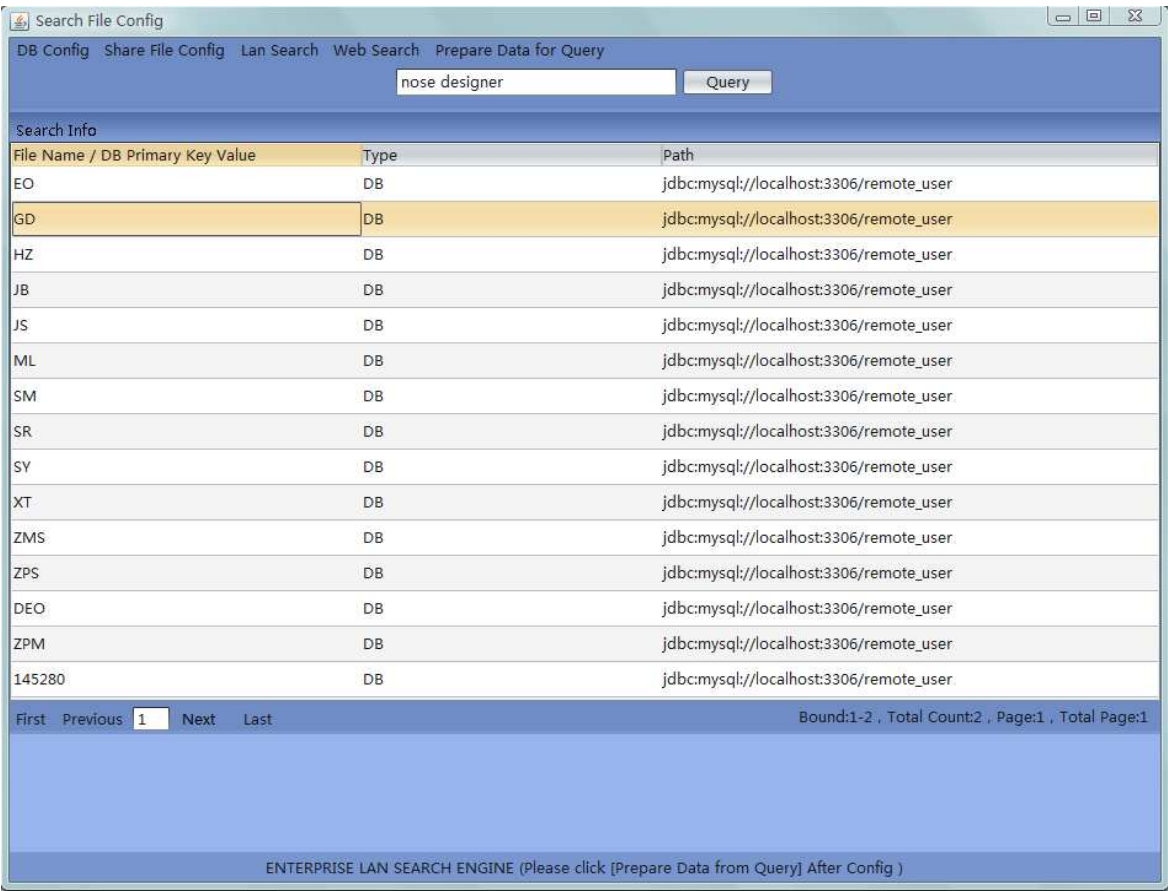 Search File Config
DB Config Share File Config Lan Search Web Search Prepare Data for Query
nose designer Query
Search Info
File Name / DB Primary Key Value Type Path
EO DB jdbc:mysql://localhost:3306/remote_user
GD DB jdbc:mysql://localhost:3306/remote_user
HZ DB jdbc:mysql://localhost:3306/remote_user
JB DB jdbc:mysql://localhost:3306/remote_user
JS DB jdbc:mysql://localhost:3306/remote_user
ML DB jdbc:mysql://localhost:3306/remote_user
SM DB jdbc:mysql://localhost:3306/remote_user
SR DB jdbc:mysql://localhost:3306/remote_user
SY DB jdbc:mysql://localhost:3306/remote_user
XT DB jdbc:mysql://localhost:3306/remote_user
ZMS DB jdbc:mysql://localhost:3306/remote_user
ZPS DB jdbc:mysql://localhost:3306/remote_user
DEO DB jdbc:mysql://localhost:3306/remote_user
ZPM DB jdbc:mysql://localhost:3306/remote_user
145280 DB jdbc:mysql://localhost:3306/remote_user
First Previous 1 Next Last Bound:1-2 , Total Count:2 , Page:1 , Total Page:1
ENTERPRISE LAN SEARCH ENGINE (Please click [Prepare Data from Query] After Config )